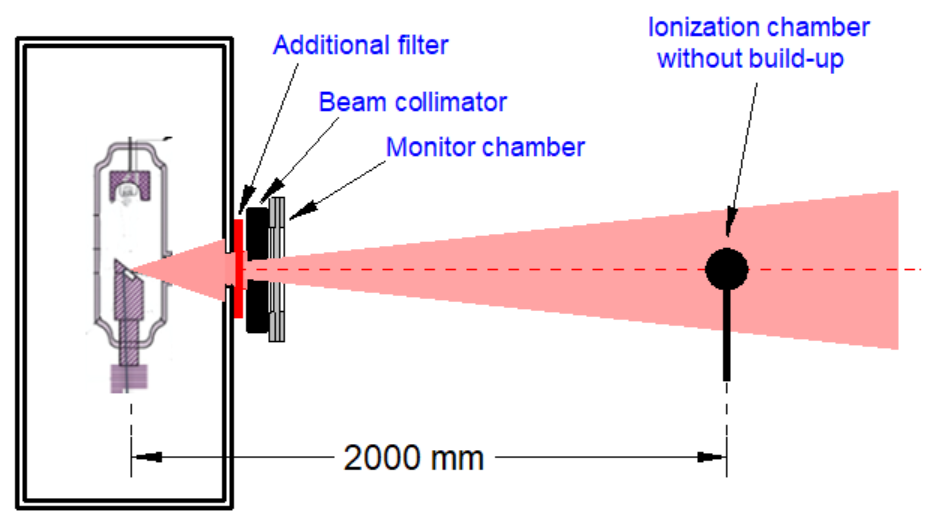 Additional filter
Beam collimator
Monitor chamber
Ionization chamber
without build-up
2000 mm